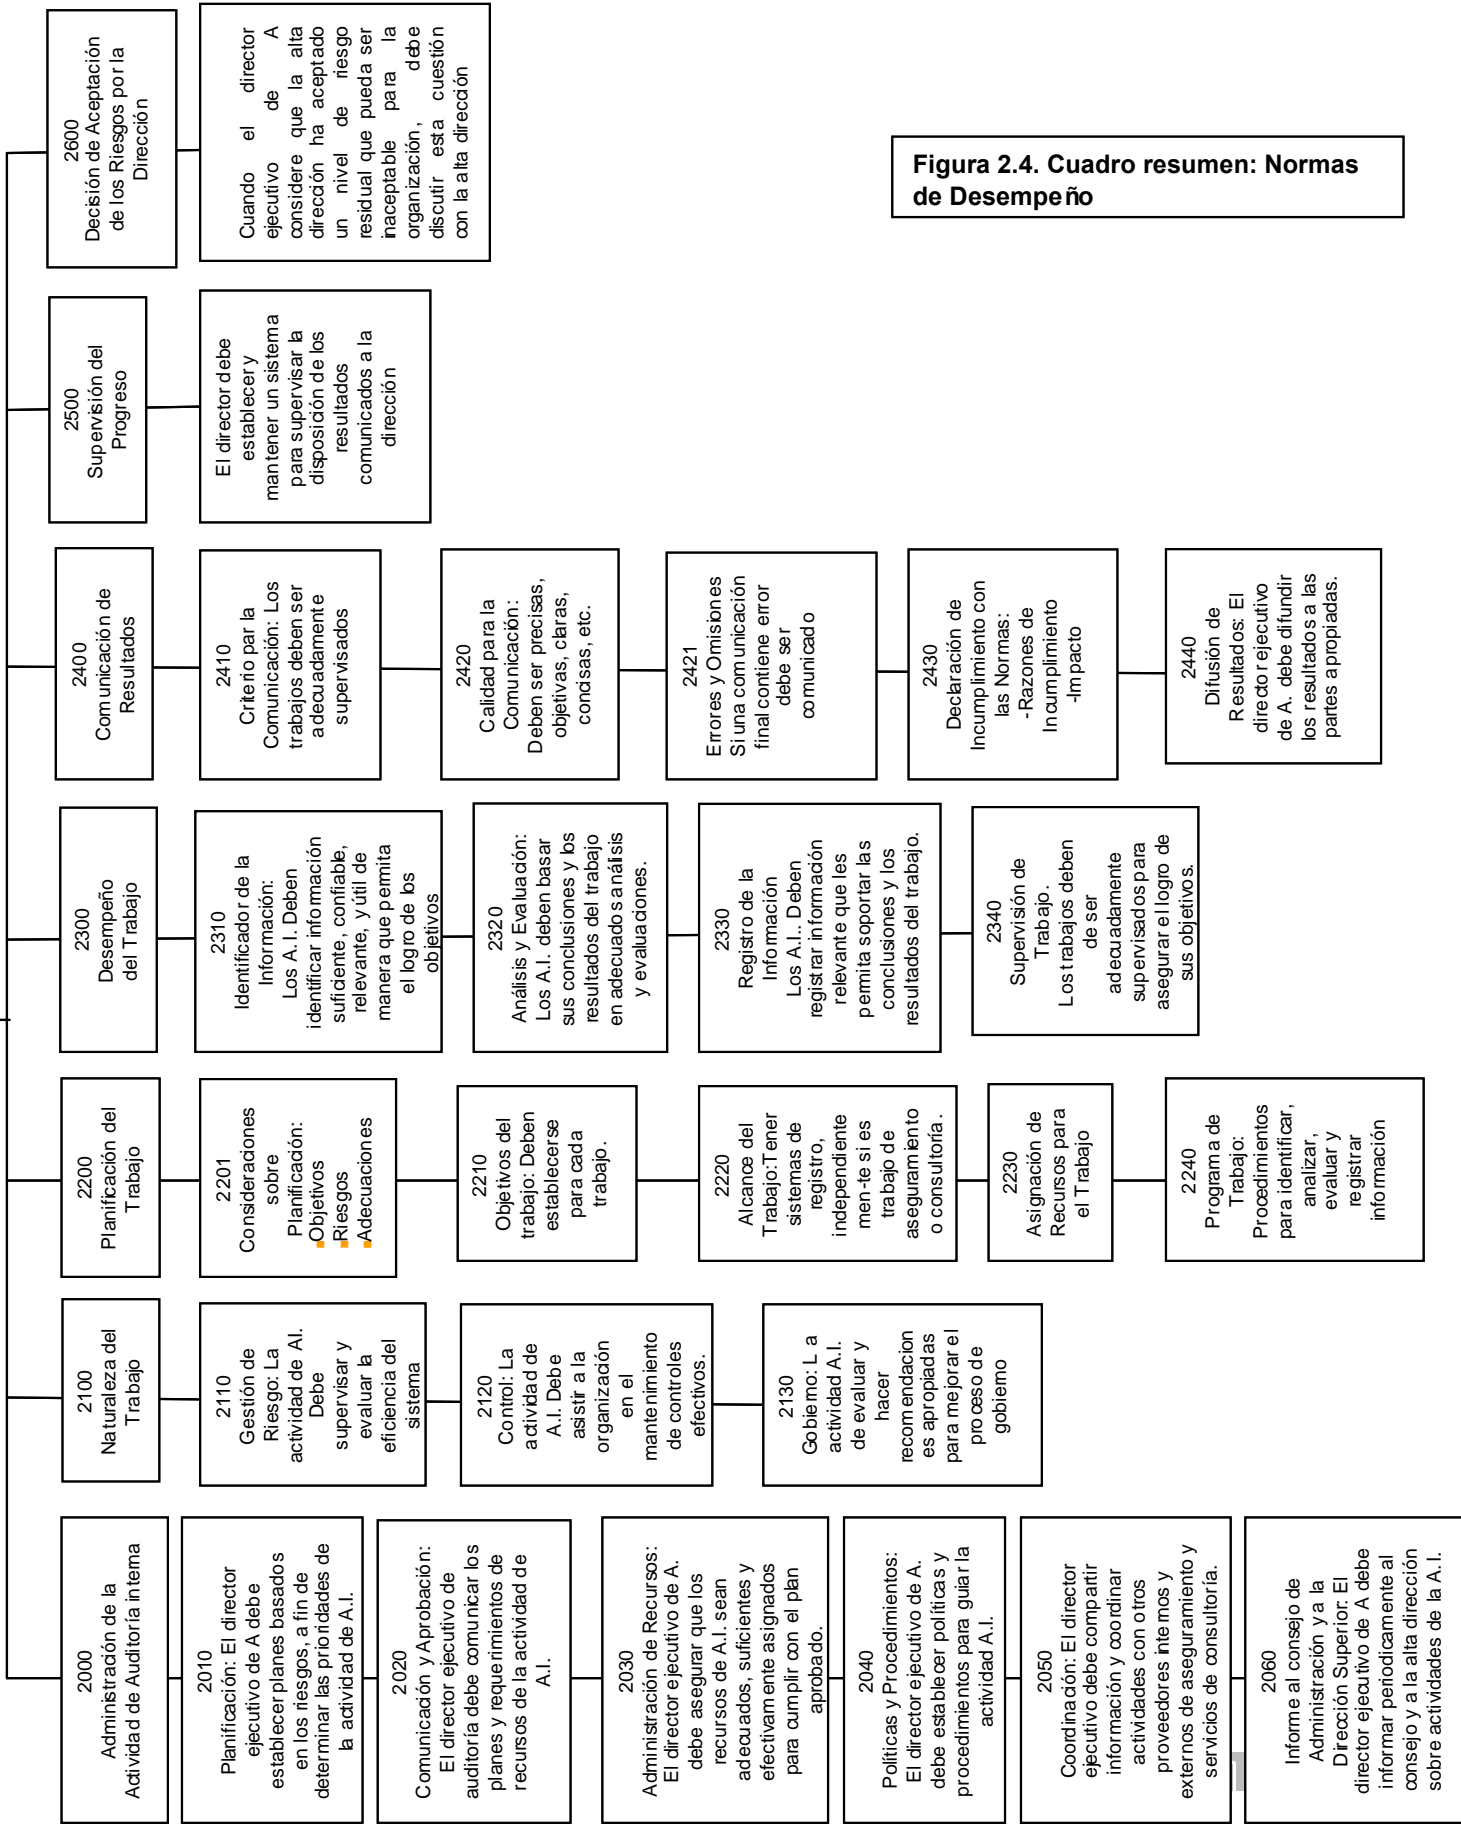 2000
Administración de la
Actividad de Auditoría interna
2010
Planificación: El director
ejecutivo de A debe
establecer planes basados
en los riesgos, a fin de
determinar las prioridades de
la actividad de A.I.
2020
Comunicación y Aprobación:
El director ejecutivo de
auditoría debe comunicar los
planes y requerimientos de
recursos de la actividad de
A.I.
2030
Administración de Recursos:
El director ejecutivo de A.
debe asegurar que los
recursos de A.I. sean
adecuados, suficientes y
efectivamente asignados
para cumplir con el plan
aprobado.
2040
Políticas y Procedimientos:
El director ejecutivo de A.
debe establecer políticas y
procedimientos para guiar la
actividad A.I.
2050
Coordinación: El director
ejecutivo debe compartir
información y coordinar
actividades con otros
proveedores internos y
externos de aseguramiento y
servicios de consultoría.
2060
Informe al consejo de
Administración y a la
Dirección Superior: El
director ejecutivo de A debe
informar periodicamente al
consejo y a la alta dirección
sobre actividades de la A.I.
2100
Naturaleza del
Trabajo
2110
Gestión de
Riesgo: La
actividad de AI.
Debe
supervisar y
evaluar la
eficiencia del
sistema
2120
Control: La
actividad de
A.I. Debe
asistir a la
organización
en el
mantenimiento
de controles
efectivos.
2130
Gobierno: L a
actividad A.I.
de evaluar y
hacer
recomendacion
es apropiadas
para mejorar el
proceso de
gobierno
2200
Planificación del
Trabajo
2201
Consideraciones
sobre
Planificación:
▪Objetivos
▪Riesgos
▪Adecuaciones
2210
Objetivos del
trabajo: Deben
establecerse
para cada
trabajo.
2220
Alcance del
Trabajo:Tener
sistemas de
registro,
independiente
men-te si es
trabajo de
aseguramiento
o consultoría.
2230
Asignación de
Recursos para
el Trabajo
2240
Programa de
Trabajo:
Procedimientos
para identificar,
analizar,
evaluar y
registrar
información
2300
Desempeño
del Trabajo
2310
Identificador de la
Información:
Los A.I. Deben
identificar información
suficiente, confiable,
relevante, y útil de
manera que permita
el logro de los
objetivos
2320
Análisis y Evaluación:
Los A.I. deben basar
sus conclusiones y los
resultados del trabajo
en adecuados análisis
y evaluaciones.
2330
Registro de la
Información
Los A.I.. Deben
registrar información
relevante que les
permita soportar las
conclusiones y los
resultados del trabajo.
2340
Supervisión de
Trabajo.
Los trabajos deben
de ser
adecuadamente
supervisados para
asegurar el logro de
sus objetivos.
2400
Comunicación de
Resultados
2410
Criterio par la
Comunicación: Los
trabajos deben ser
adecuadamente
supervisados
2420
Calidad para la
Comunicación:
Deben ser precisas,
objetivas, claras,
concisas, etc.
2421
Errores y Omisiones
Si una comunicación
final contiene error
debe ser
comunicado
2430
Declaración de
Incumplimiento con
las Normas:
-Razones de
Incumplimiento
-Impacto
2440
Difusión de
Resultados: El
director ejecutivo
de A. debe difundir
los resultados a las
partes apropiadas.
2500
Supervisión del
Progreso
El director debe
establecer y
mantener un sistema
para supervisar la
disposición de los
resultados
comunicados a la
dirección
2600
Decisión de Aceptación
de los Riesgos por la
Dirección
Cuando el director
ejecutivo de A
considere que la alta
dirección ha aceptado
un nivel de riesgo
residual que pueda ser
inaceptable para la
organización, debe
discutir esta cuestión
con la alta dirección
Figura 2.4. Cuadro resumen: Normas
de Desempeño